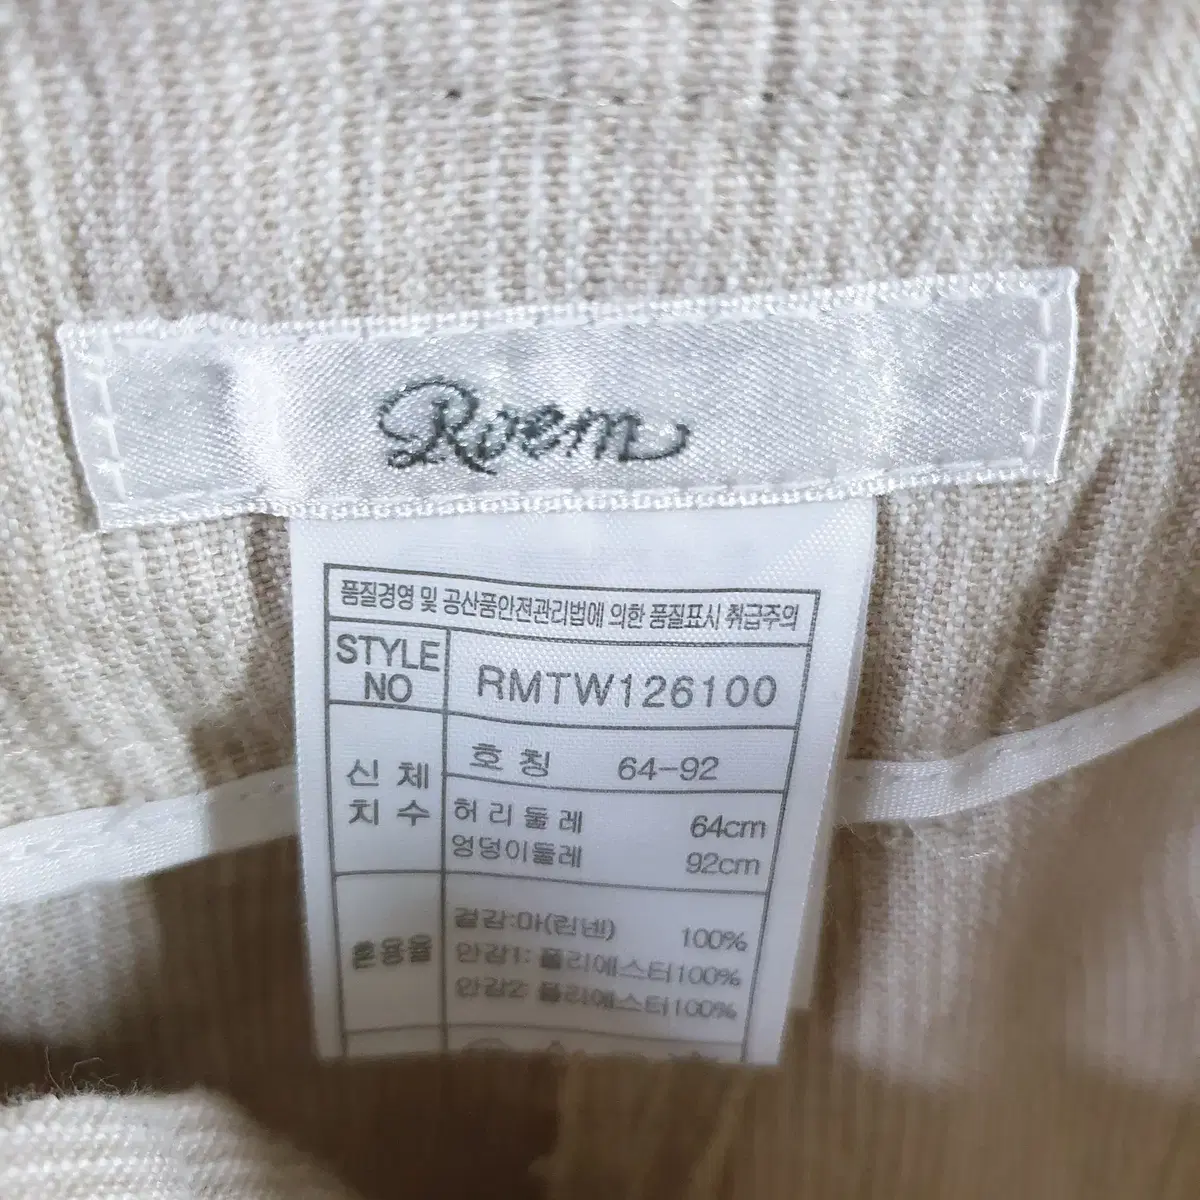 Roem
품질경영 및 공산품안전관리법에 의한 품질표시 취급주의
STYLE NO RMTW126100
신체 치수
호칭 64-92
허리둘레 64cm
엉덩이둘레 92cm
혼용율
겉감:마(린넨) 100%
안감1: 폴리에스터100%
안감2: 폴리에스터100%